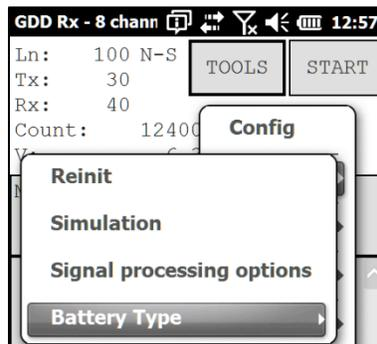 GDD Rx - 8 chann 12:57
Ln: 100 N-S
Tx: 30
Rx: 40
Count: 12400
TOOLS
START
Config
Reinit
Simulation
Signal processing options
Battery Type